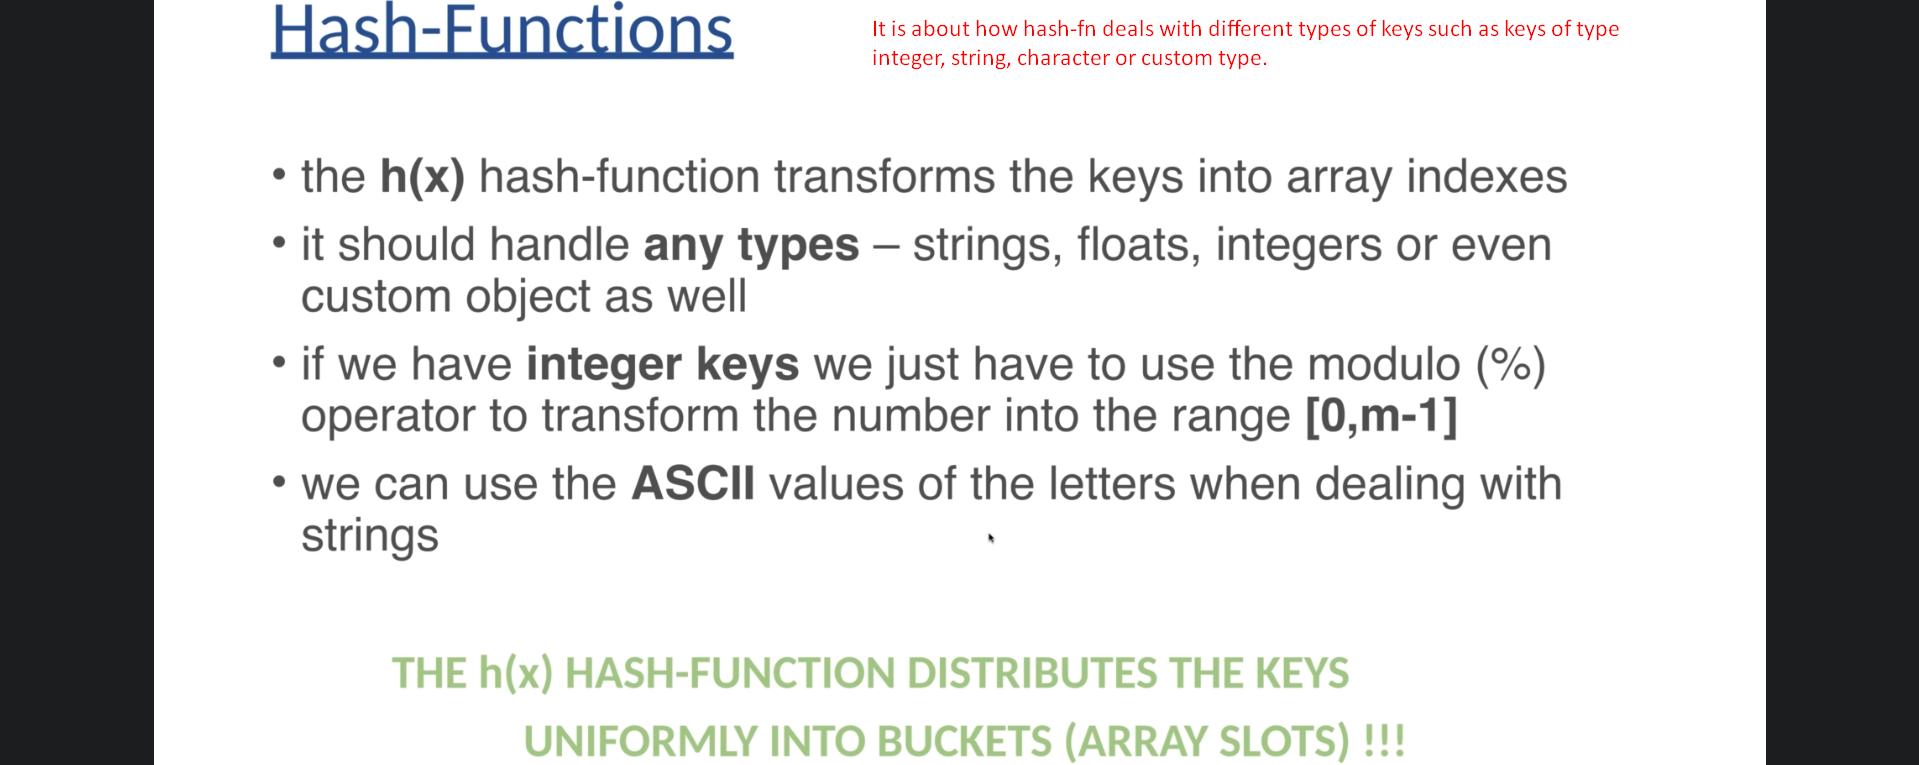 Hash-Functions
It is about how hash-fn deals with different types of keys such as keys of type
integer, string, character or custom type.
• the h(x) hash-function transforms the keys into array indexes
• it should handle any types – strings, floats, integers or even
custom object as well
• if we have integer keys we just have to use the modulo (%)
operator to transform the number into the range [0,m-1]
• we can use the ASCII values of the letters when dealing with
strings
THE h(x) HASH-FUNCTION DISTRIBUTES THE KEYS
UNIFORMLY INTO BUCKETS (ARRAY SLOTS) !!!